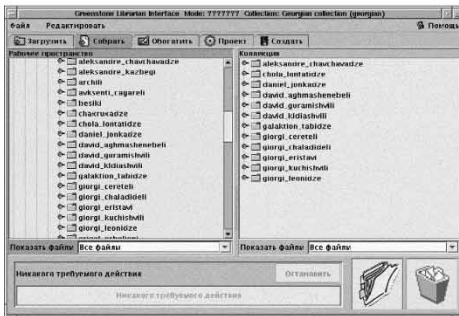 Greenstone Librarian Interface Mode: ??????? Collection: Georgian collection (georgian)
файл Редактировать Помощь
Загрузить Собрать Обогатить Проект Создать
Рабочее пространство
aleksandre_chavchavadze
aleksandre_kazbegi
archili
avksenti_cagareli
besiki
chaxruxadze
chola_lontatidze
daniel_jonkadze
david_aghmashenebeli
david_guramishvili
david_kldiashvili
galaktion_tabidze
giorgi_cereteli
giorgi_chaladideli
giorgi_eristavi
giorgi_kuchishvili
giorgi_leonidze
Показать файлы Все файлы
Коллекция
aleksandre_chavchavadze
chola_lontatidze
daniel_jonkadze
david_aghmashenebeli
david_guramishvili
david_kldiashvili
galaktion_tabidze
giorgi_cereteli
giorgi_chaladideli
giorgi_eristavi
giorgi_kuchishvili
giorgi_leonidze
Показать файлы Все файлы
Никакого требуемого действия Остановить
Никакого требуемого действия